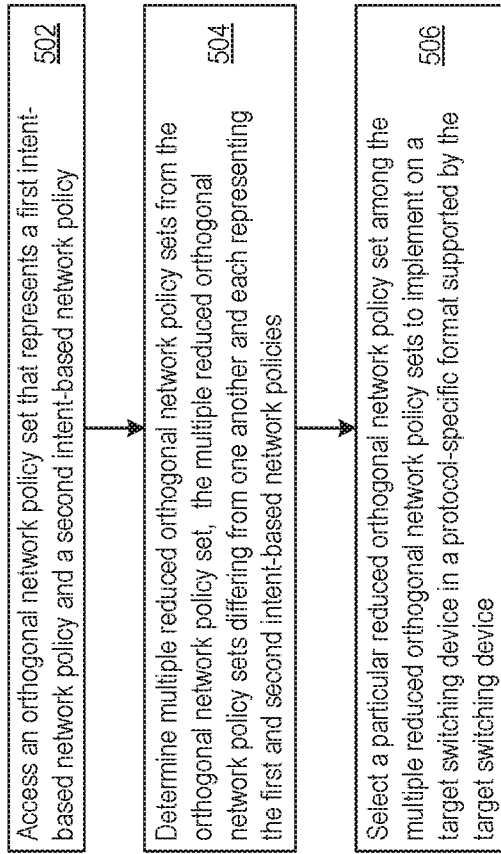 Access an orthogonal network policy set that represents a first intent-
based network policy and a second intent-based network policy
502
Determine multiple reduced orthogonal network policy sets from the
orthogonal network policy set, the multiple reduced orthogonal
network policy sets differing from one another and each representing
the first and second intent-based network policies
504
Select a particular reduced orthogonal network policy set among the
multiple reduced orthogonal network policy sets to implement on a
target switching device in a protocol-specific format supported by the
target switching device
506